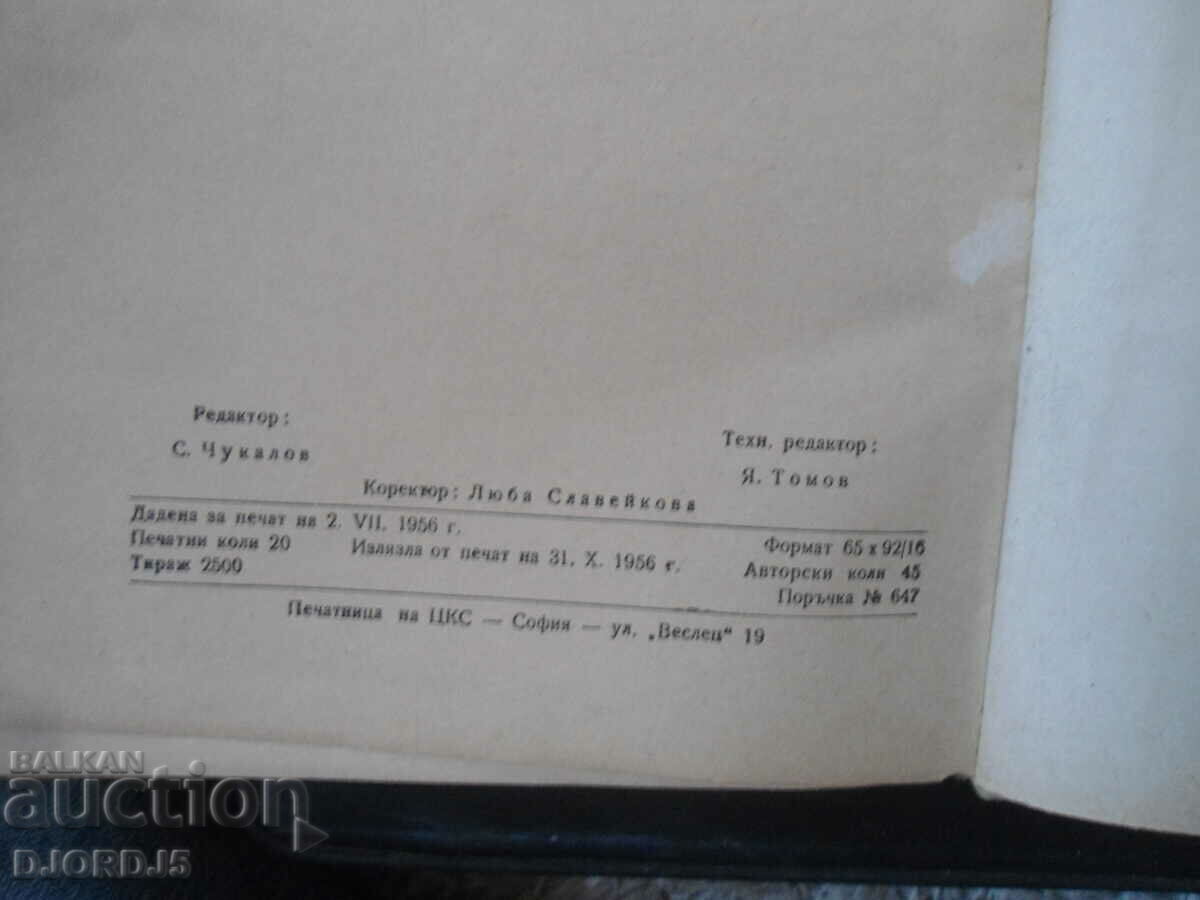 Редактор:
С. Чукалов
Техн. редактор:
Я. Томов
Коректор: Люба Славейкова
Дадена за печат на 2. VII. 1956 г.
Формат 65 x 92/16
Печатни коли 20 Излязла от печат на 31. X. 1956 г.
Авторски коли 45
Тираж 2500
Поръчка № 647
Печатница на ЦКС — София — ул. „Веслец“ 19
BALKAN
auction
DJORDJ5